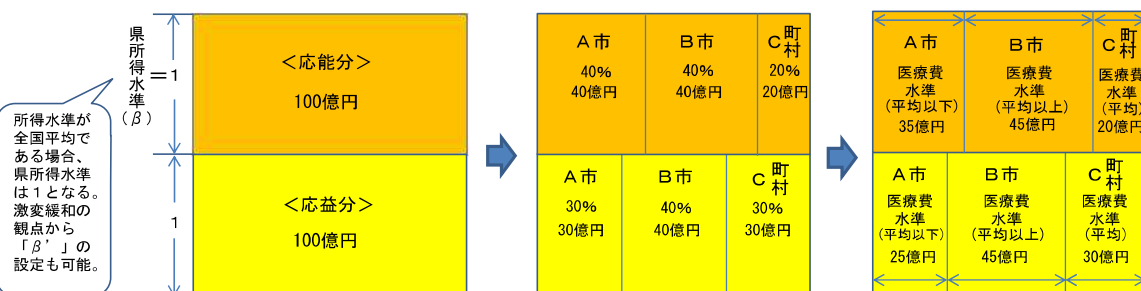 県所得水準（β）＝1
所得水準が
全国平均で
ある場合、
県所得水準
は１となる。
激変緩和の
観点から
「β’」の
設定も可能。
＜応能分＞
100億円
1
＜応益分＞
100億円
A市
40%
40億円
B市
40%
40億円
C町村
20%
20億円
A市
30%
30億円
B市
40%
40億円
C町村
30%
30億円
A市
医療費
水準
(平均以下)
35億円
B市
医療費
水準
(平均以上)
45億円
C町村
医療費
水準
(平均)
20億円
A市
医療費
水準
(平均以下)
25億円
B市
医療費
水準
(平均以上)
45億円
C町村
医療費
水準
(平均)
30億円